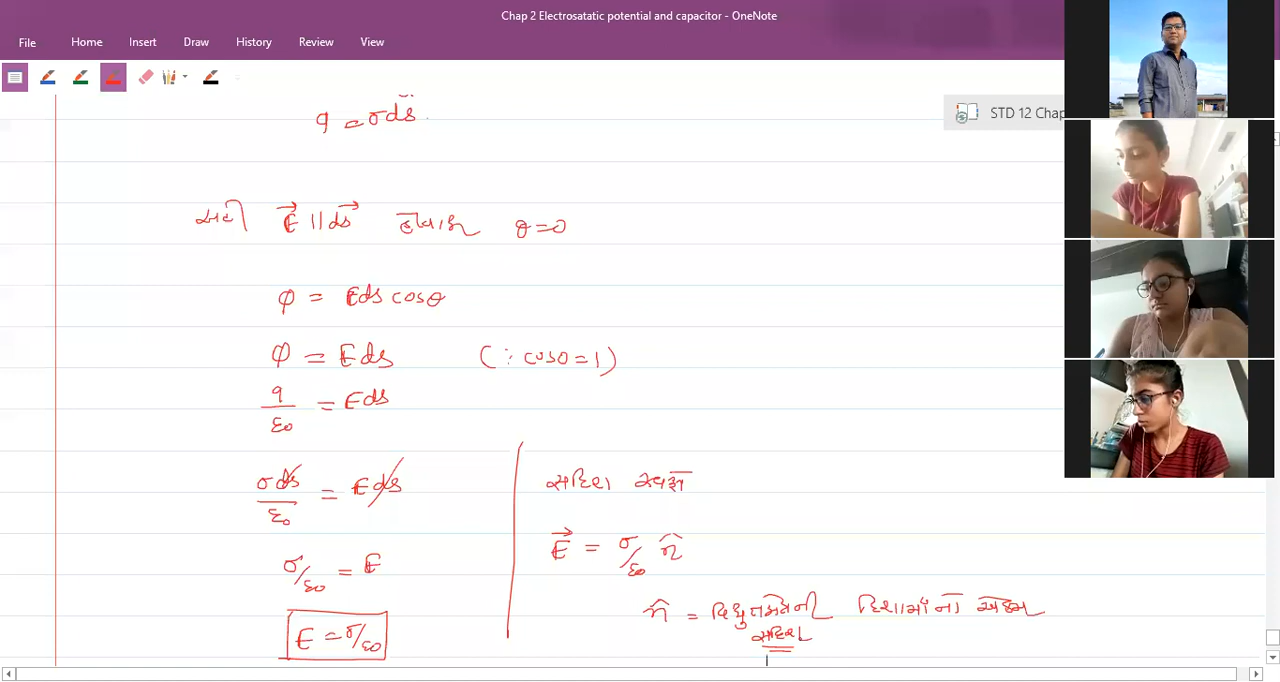 Chap 2 Electrosatatic potential and capacitor - OneNote
File Home Insert Draw History Review View
STD 12 Chap
q = σds
અહીં E⃗ || ds⃗ હોવાથી θ=0
φ = Eds cosθ
φ = Eds (∵ cos0 = 1)
q/ε0 = Eds
σds/ε0 = Eds
σ/ε0 = E
E = σ/ε0
સદિશ સ્વરૂપે
E⃗ = σ/ε0 n̂
n̂ = વિદ્યુતક્ષેત્રની દિશામાંનો એકમ
સદિશ